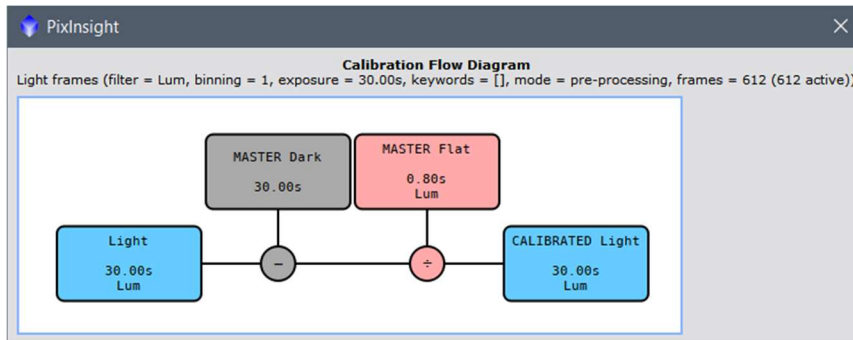 PixInsight
Calibration Flow Diagram
Light frames (filter = Lum, binning = 1, exposure = 30.00s, keywords = [], mode = pre-processing, frames = 612 (612 active))
MASTER Dark
30.00s
MASTER Flat
0.80s
Lum
Light
30.00s
Lum
−
÷
CALIBRATED Light
30.00s
Lum